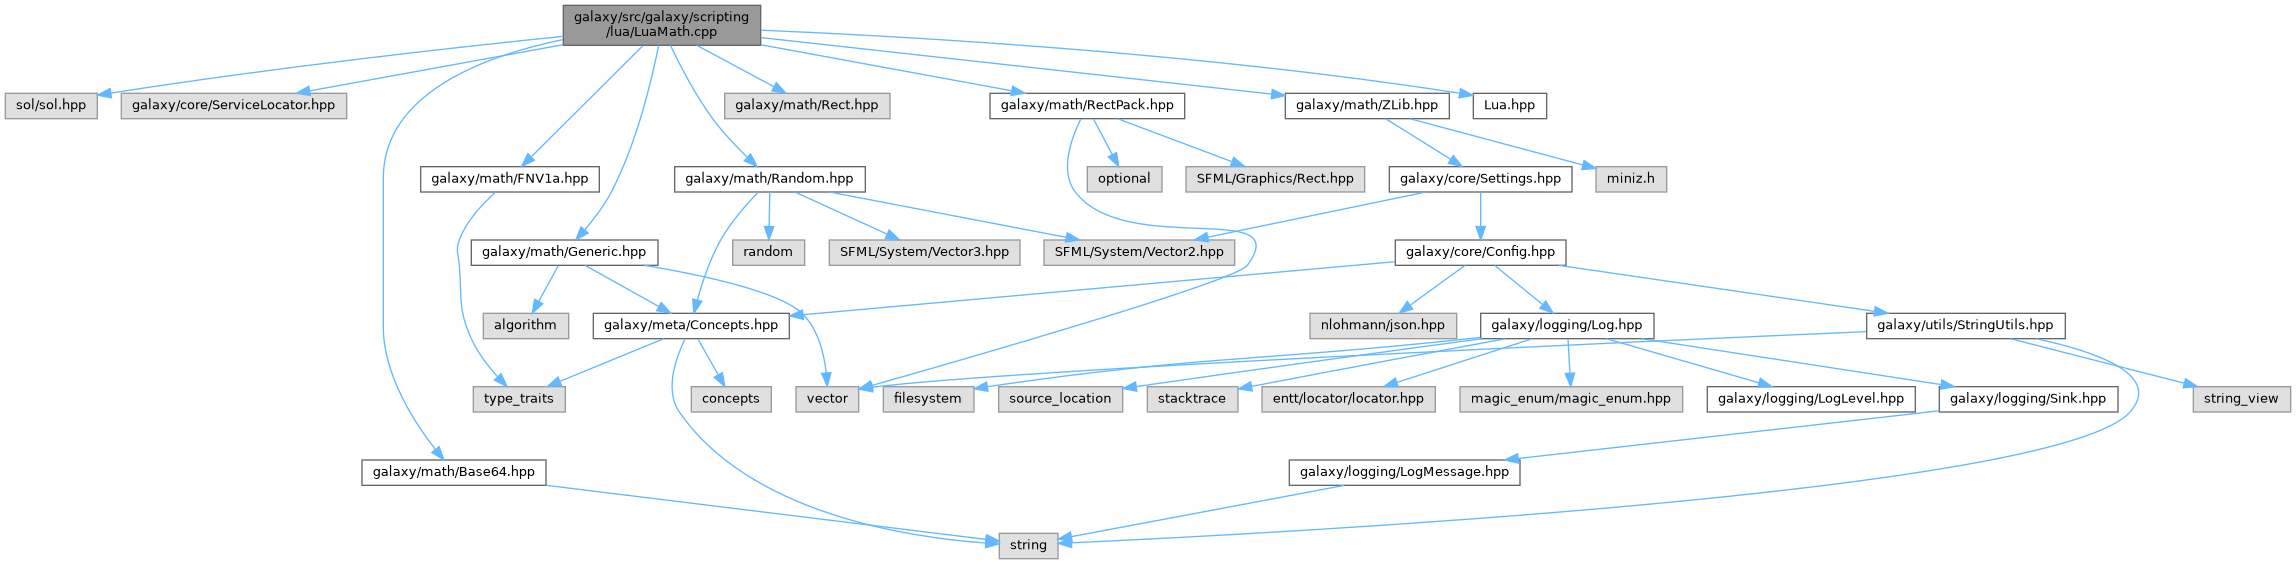 galaxy/src/galaxy/scripting
/lua/LuaMath.cpp
sol/sol.hpp
galaxy/core/ServiceLocator.hpp
galaxy/math/Rect.hpp
galaxy/math/RectPack.hpp
galaxy/math/ZLib.hpp
Lua.hpp
galaxy/math/FNV1a.hpp
galaxy/math/Random.hpp
optional
SFML/Graphics/Rect.hpp
galaxy/core/Settings.hpp
miniz.h
galaxy/math/Generic.hpp
random
SFML/System/Vector3.hpp
SFML/System/Vector2.hpp
galaxy/core/Config.hpp
algorithm
galaxy/meta/Concepts.hpp
nlohmann/json.hpp
galaxy/logging/Log.hpp
galaxy/utils/StringUtils.hpp
type_traits
concepts
vector
filesystem
source_location
stacktrace
entt/locator/locator.hpp
magic_enum/magic_enum.hpp
galaxy/logging/LogLevel.hpp
galaxy/logging/Sink.hpp
string_view
galaxy/math/Base64.hpp
galaxy/logging/LogMessage.hpp
string